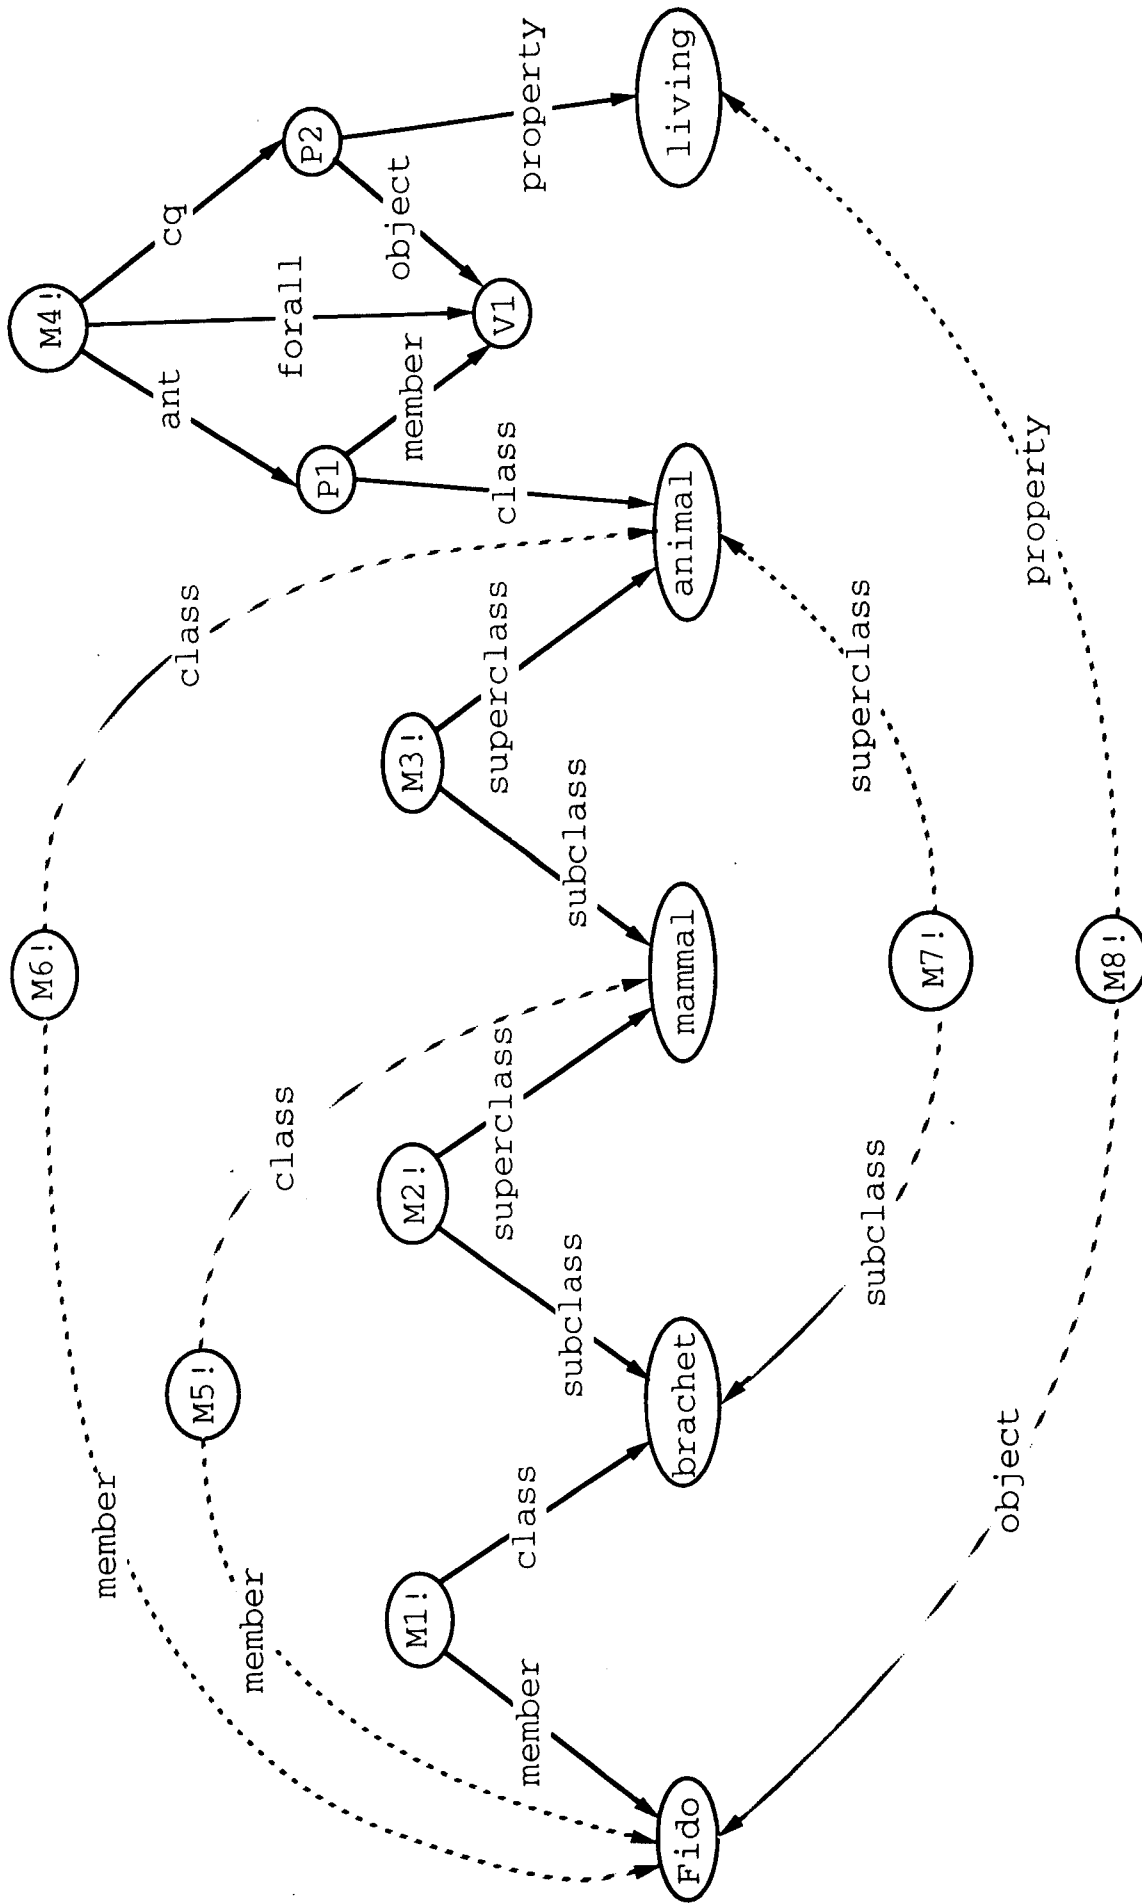 M6! M4!
member
M5! class ant cq
member class forall
P1 P2
M1! M2! M3! member object
member class superclass superclass class V1 property
subclass subclass
Fido brachet mammal animal living
subclass superclass
M7!
object property
M8!